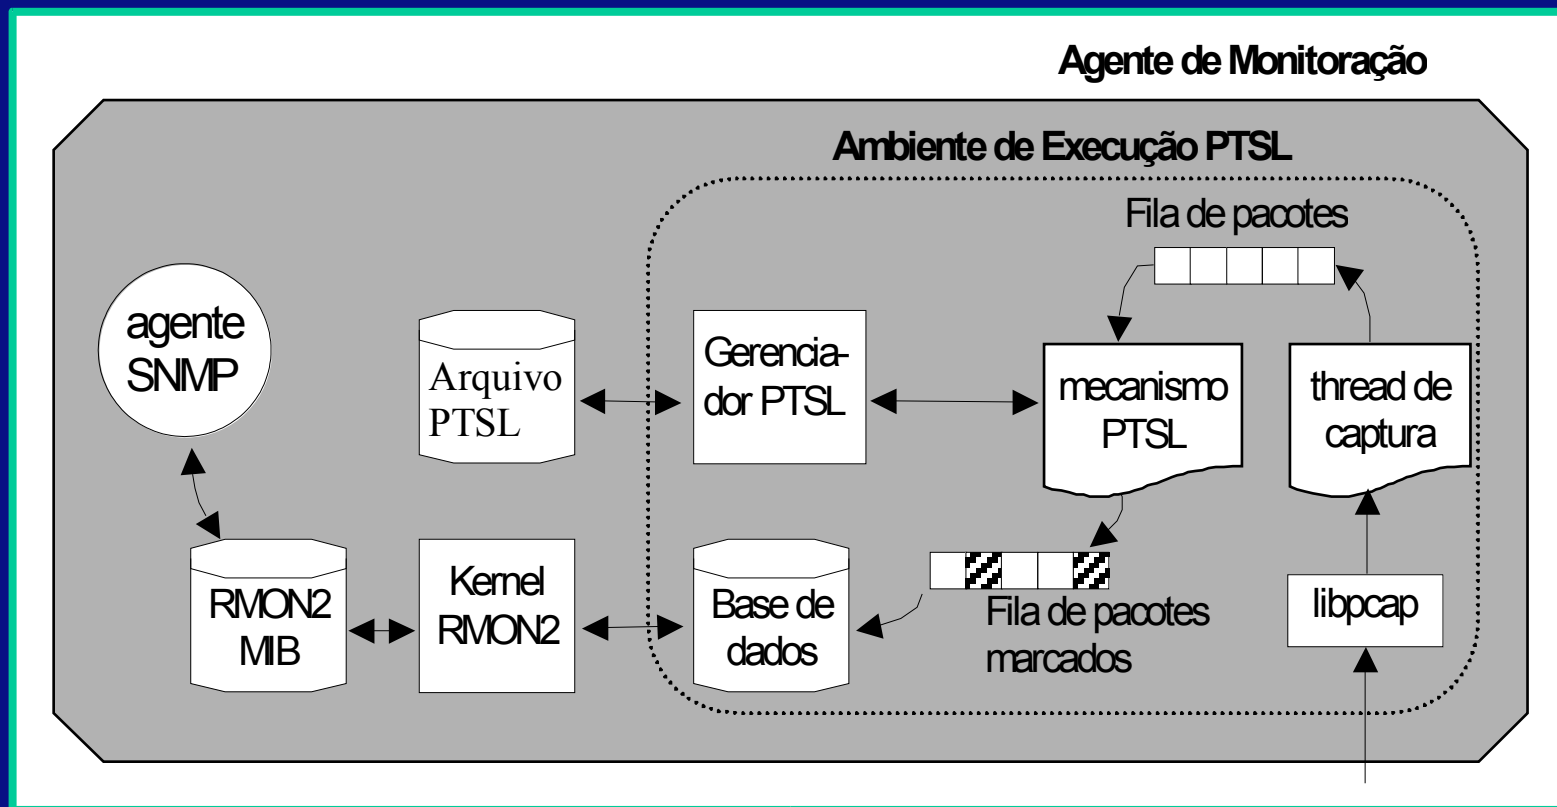 Agente de Monitoração
Ambiente de Execução PTSL
Fila de pacotes
agente
SNMP
Arquivo
PTSL
Gerencia-
dor PTSL
mecanismo
PTSL
thread de
captura
RMON2
MIB
Kernel
RMON2
Base de
dados
Fila de pacotes
marcados
libpcap